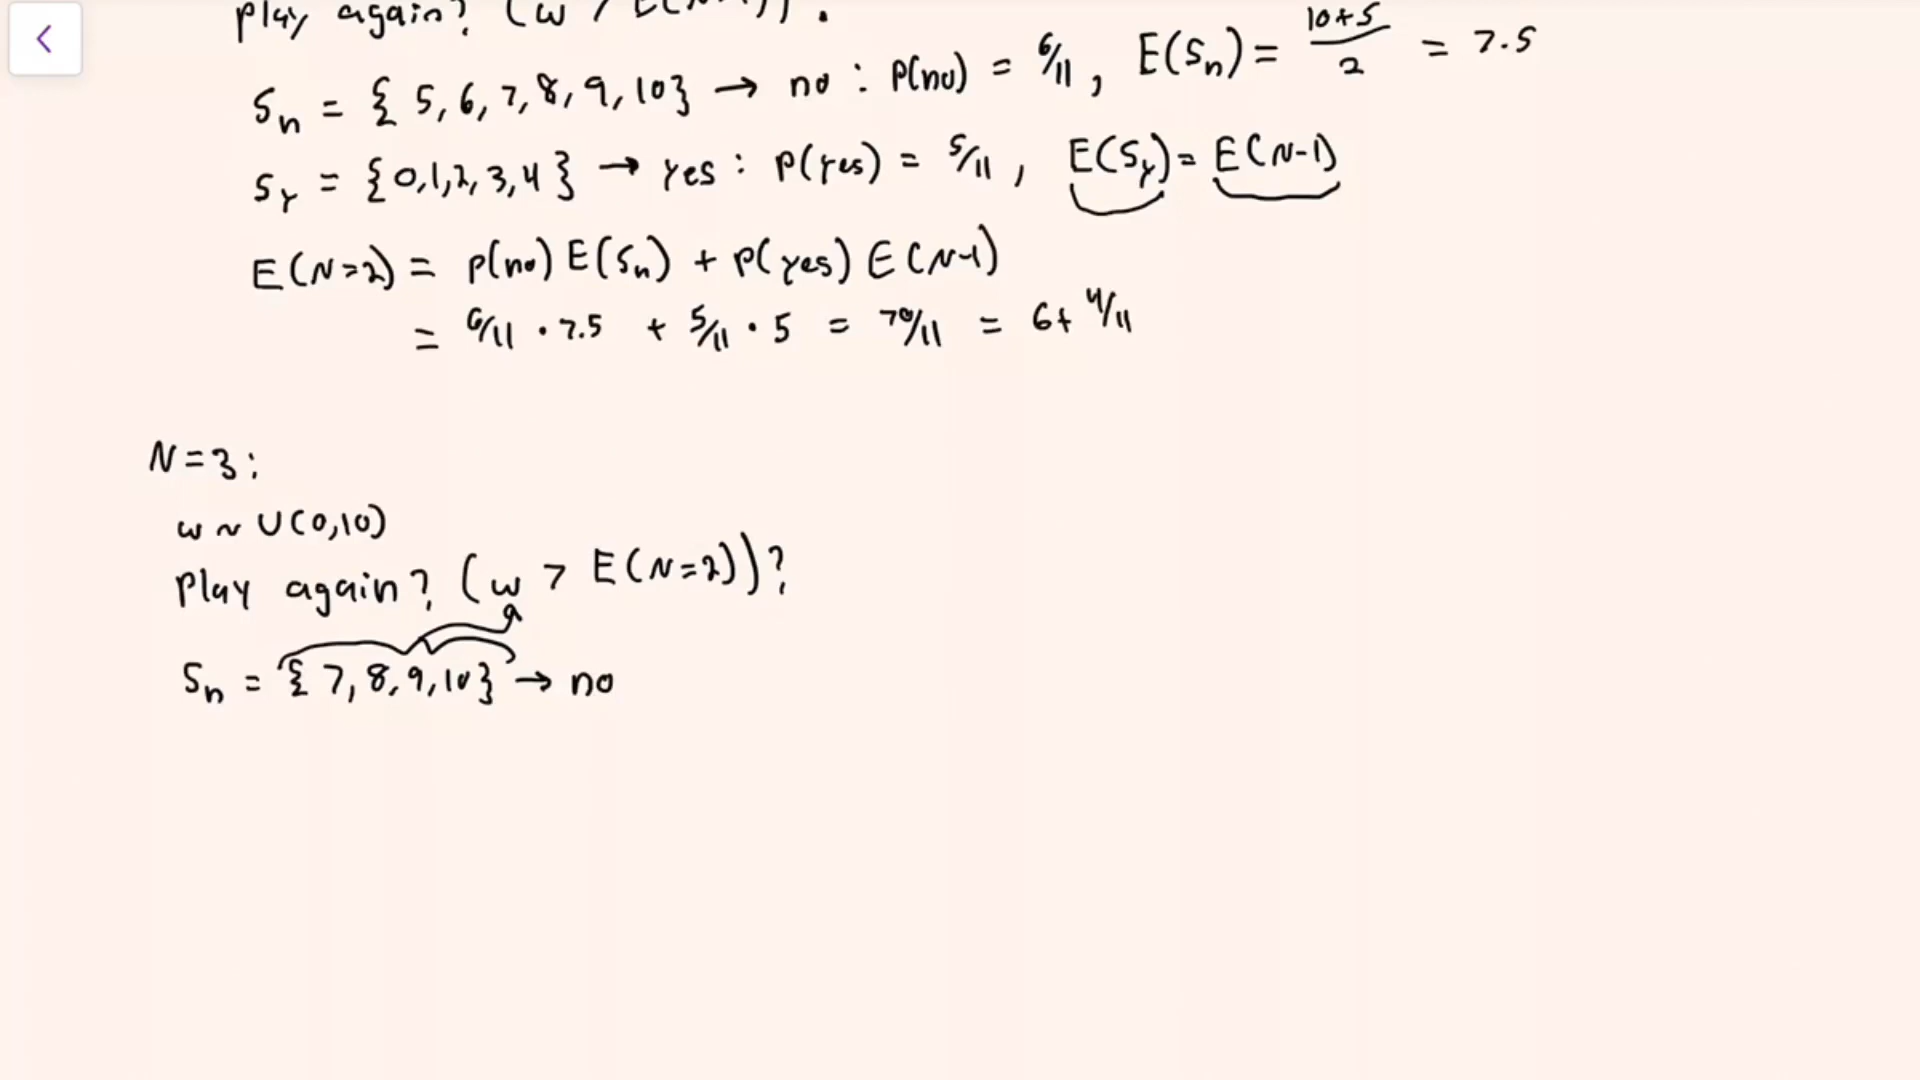 Play again? (w > E(N-1))?
Sn = { 5, 6, 7, 8, 9, 10} → no : P(no) = 6/11 , E(Sn) = 10+5/2 = 7.5
Sy = {0,1,2,3,4} → yes : P(yes) = 5/11 , E(Sy) = E(N-1)
E(N=2) = P(no) E(Sn) + P(yes) E(N-1)
= 6/11 • 7.5 + 5/11 • 5 = 70/11 = 6+ 4/11
N=3:
w ~ U(0,10)
Play again? (w > E(N=2))?
Sn = { 7, 8, 9, 10} → no